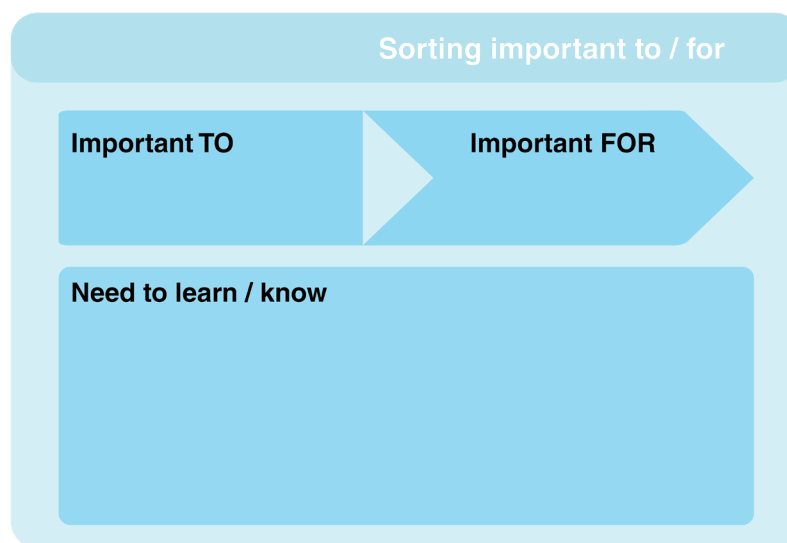 Sorting important to / for
Important TO
Important FOR
Need to learn / know